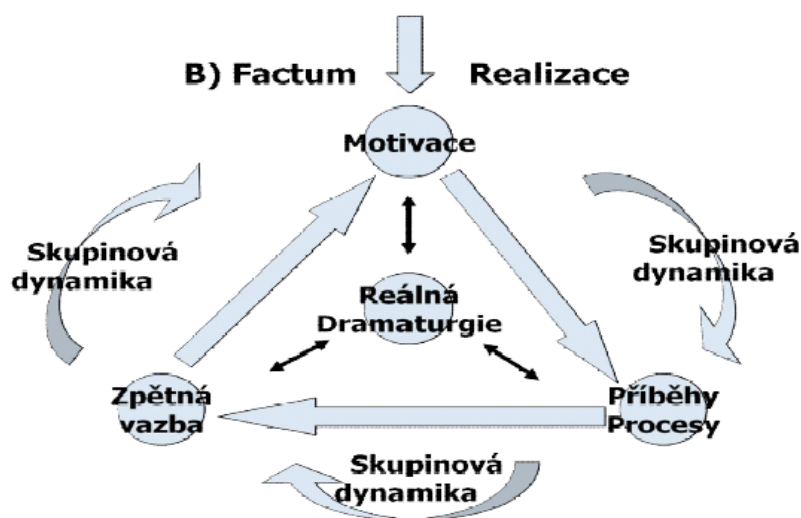 B) Factum Realizace
Motivace
Skupinová
dynamika
Skupinová
dynamika
Reálná
Dramaturgie
Zpětná
vazba
Příběhy
Procesy
Skupinová
dynamika